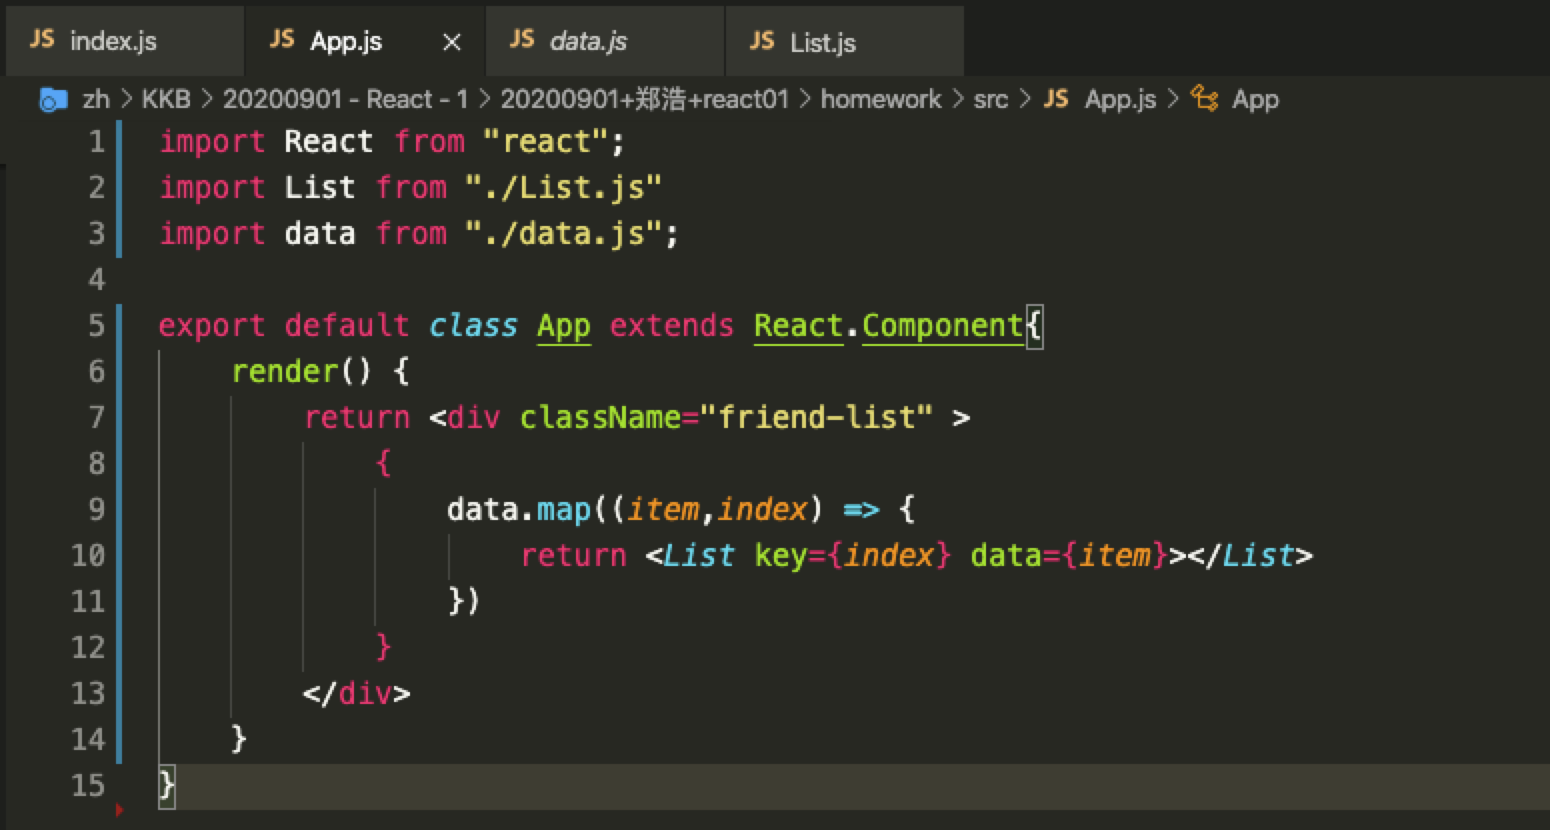 JS index.js JS App.js × JS data.js JS List.js
zh > KKB > 20200901 - React - 1 > 20200901+郑浩+react01 > homework > src > JS App.js > App
1 import React from "react";
2 import List from "./List.js"
3 import data from "./data.js";
4
5 export default class App extends React.Component{
6 render() {
7 return <div className="friend-list" >
8 {
9 data.map((item,index) => {
10 return <List key={index} data={item}></List>
11 })
12 }
13 </div>
14 }
15 }